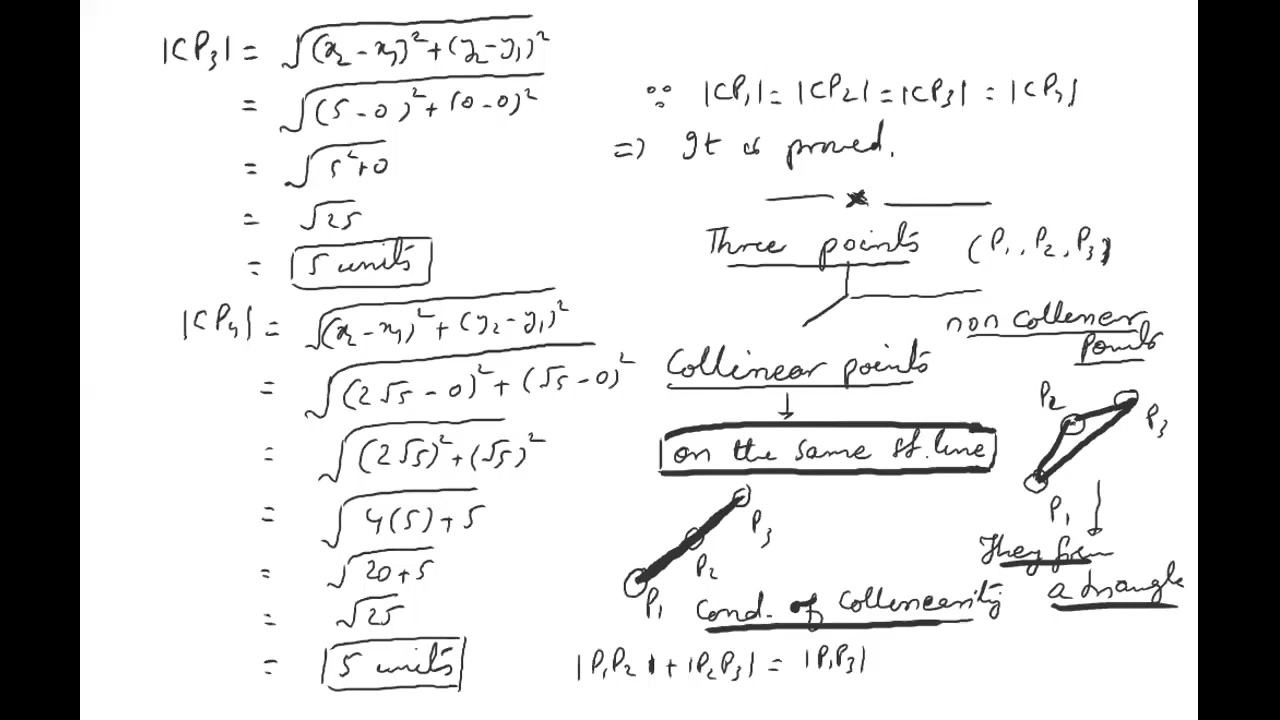 |CP₃| = √(x₂ - x₁)² + (y₂ - y₁)²
= √(5 - 0)² + (0 - 0)²
= √5² + 0
= √25
= 5 units
|CP₄| = √(x₂ - x₁)² + (y₂ - y₁)²
= √(2√5 - 0)² + (√5 - 0)²
= √(2√5)² + (√5)²
= √4(5) + 5
= √20 + 5
= √25
= 5 units
∵ |CP₁| = |CP₂| = |CP₃| = |CP₄|
⇒ It is proved.
Three points (P₁, P₂, P₃)
Collinear points
↓
on the same st. line
P₃
P₂
P₁
non Collinear
Points
P₂
P₃
P₁
↓
They form
a triangle
Cond. of Collinearity
|P₁P₂| + |P₂P₃| = |P₁P₃|